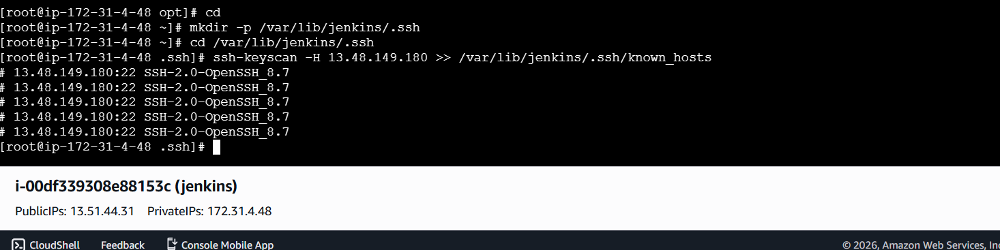 [root@ip-172-31-4-48 opt]# cd
[root@ip-172-31-4-48 ~]# mkdir -p /var/lib/jenkins/.ssh
[root@ip-172-31-4-48 ~]# cd /var/lib/jenkins/.ssh
[root@ip-172-31-4-48 .ssh]# ssh-keyscan -H 13.48.149.180 >> /var/lib/jenkins/.ssh/known_hosts
# 13.48.149.180:22 SSH-2.0-OpenSSH_8.7
# 13.48.149.180:22 SSH-2.0-OpenSSH_8.7
# 13.48.149.180:22 SSH-2.0-OpenSSH_8.7
# 13.48.149.180:22 SSH-2.0-OpenSSH_8.7
# 13.48.149.180:22 SSH-2.0-OpenSSH_8.7
[root@ip-172-31-4-48 .ssh]#
i-00df339308e88153c (jenkins)
PublicIPs: 13.51.44.31 PrivateIPs: 172.31.4.48
CloudShell Feedback Console Mobile App © 2026, Amazon Web Services,